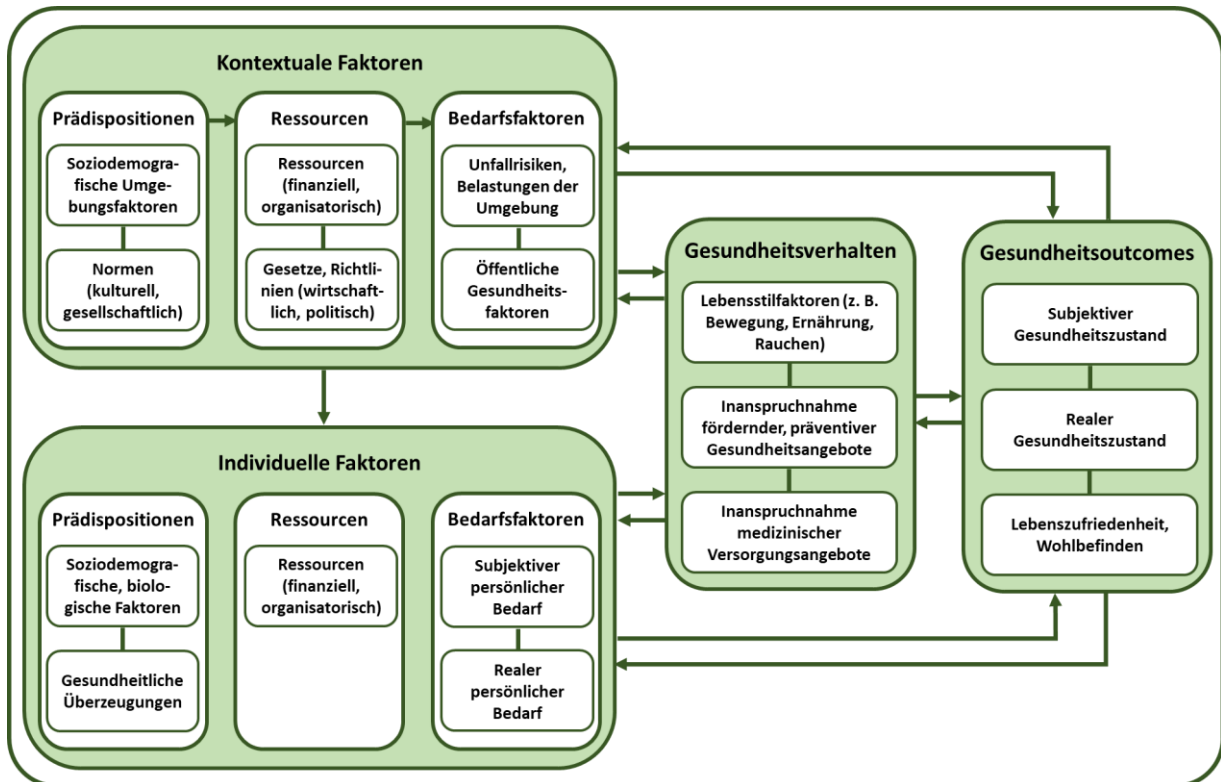 Kontextuale Faktoren
Prädispositionen
Soziodemogra-
fische Umge-
bungsfaktoren
Normen
(kulturell,
gesellschaftlich)
Ressourcen
Ressourcen
(finanziell,
organisatorisch)
Gesetze, Richtli-
nien (wirtschaft-
lich, politisch)
Bedarfsfaktoren
Unfallrisiken,
Belastungen der
Umgebung
Öffentliche
Gesundheits-
faktoren
Individuelle Faktoren
Prädispositionen
Soziodemogra-
fische, biolo-
gische Faktoren
Gesundheitliche
Überzeugungen
Ressourcen
Ressourcen
(finanziell,
organisatorisch)
Bedarfsfaktoren
Subjektiver
persönlicher
Bedarf
Realer
persönlicher
Bedarf
Gesundheitsverhalten
Lebensstilfaktoren (z. B.
Bewegung, Ernährung,
Rauchen)
Inanspruchnahme
fördernder, präventiver
Gesundheitsangebote
Inanspruchnahme
medizinischer
Versorgungsangebote
Gesundheitsoutcomes
Subjektiver
Gesundheitszustand
Realer
Gesundheitszustand
Lebenszufriedenheit,
Wohlbefinden